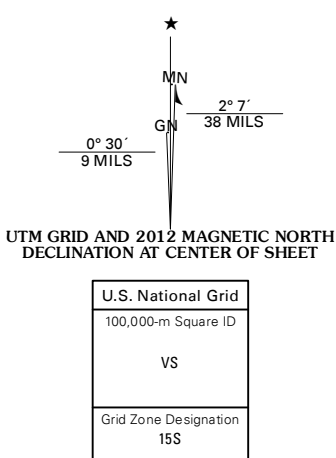 ★
MN
GN
2° 7´
38 MILS
0° 30´
9 MILS
UTM GRID AND 2012 MAGNETIC NORTH
DECLINATION AT CENTER OF SHEET
U.S. National Grid
100,000-m Square ID
VS
Grid Zone Designation
15S